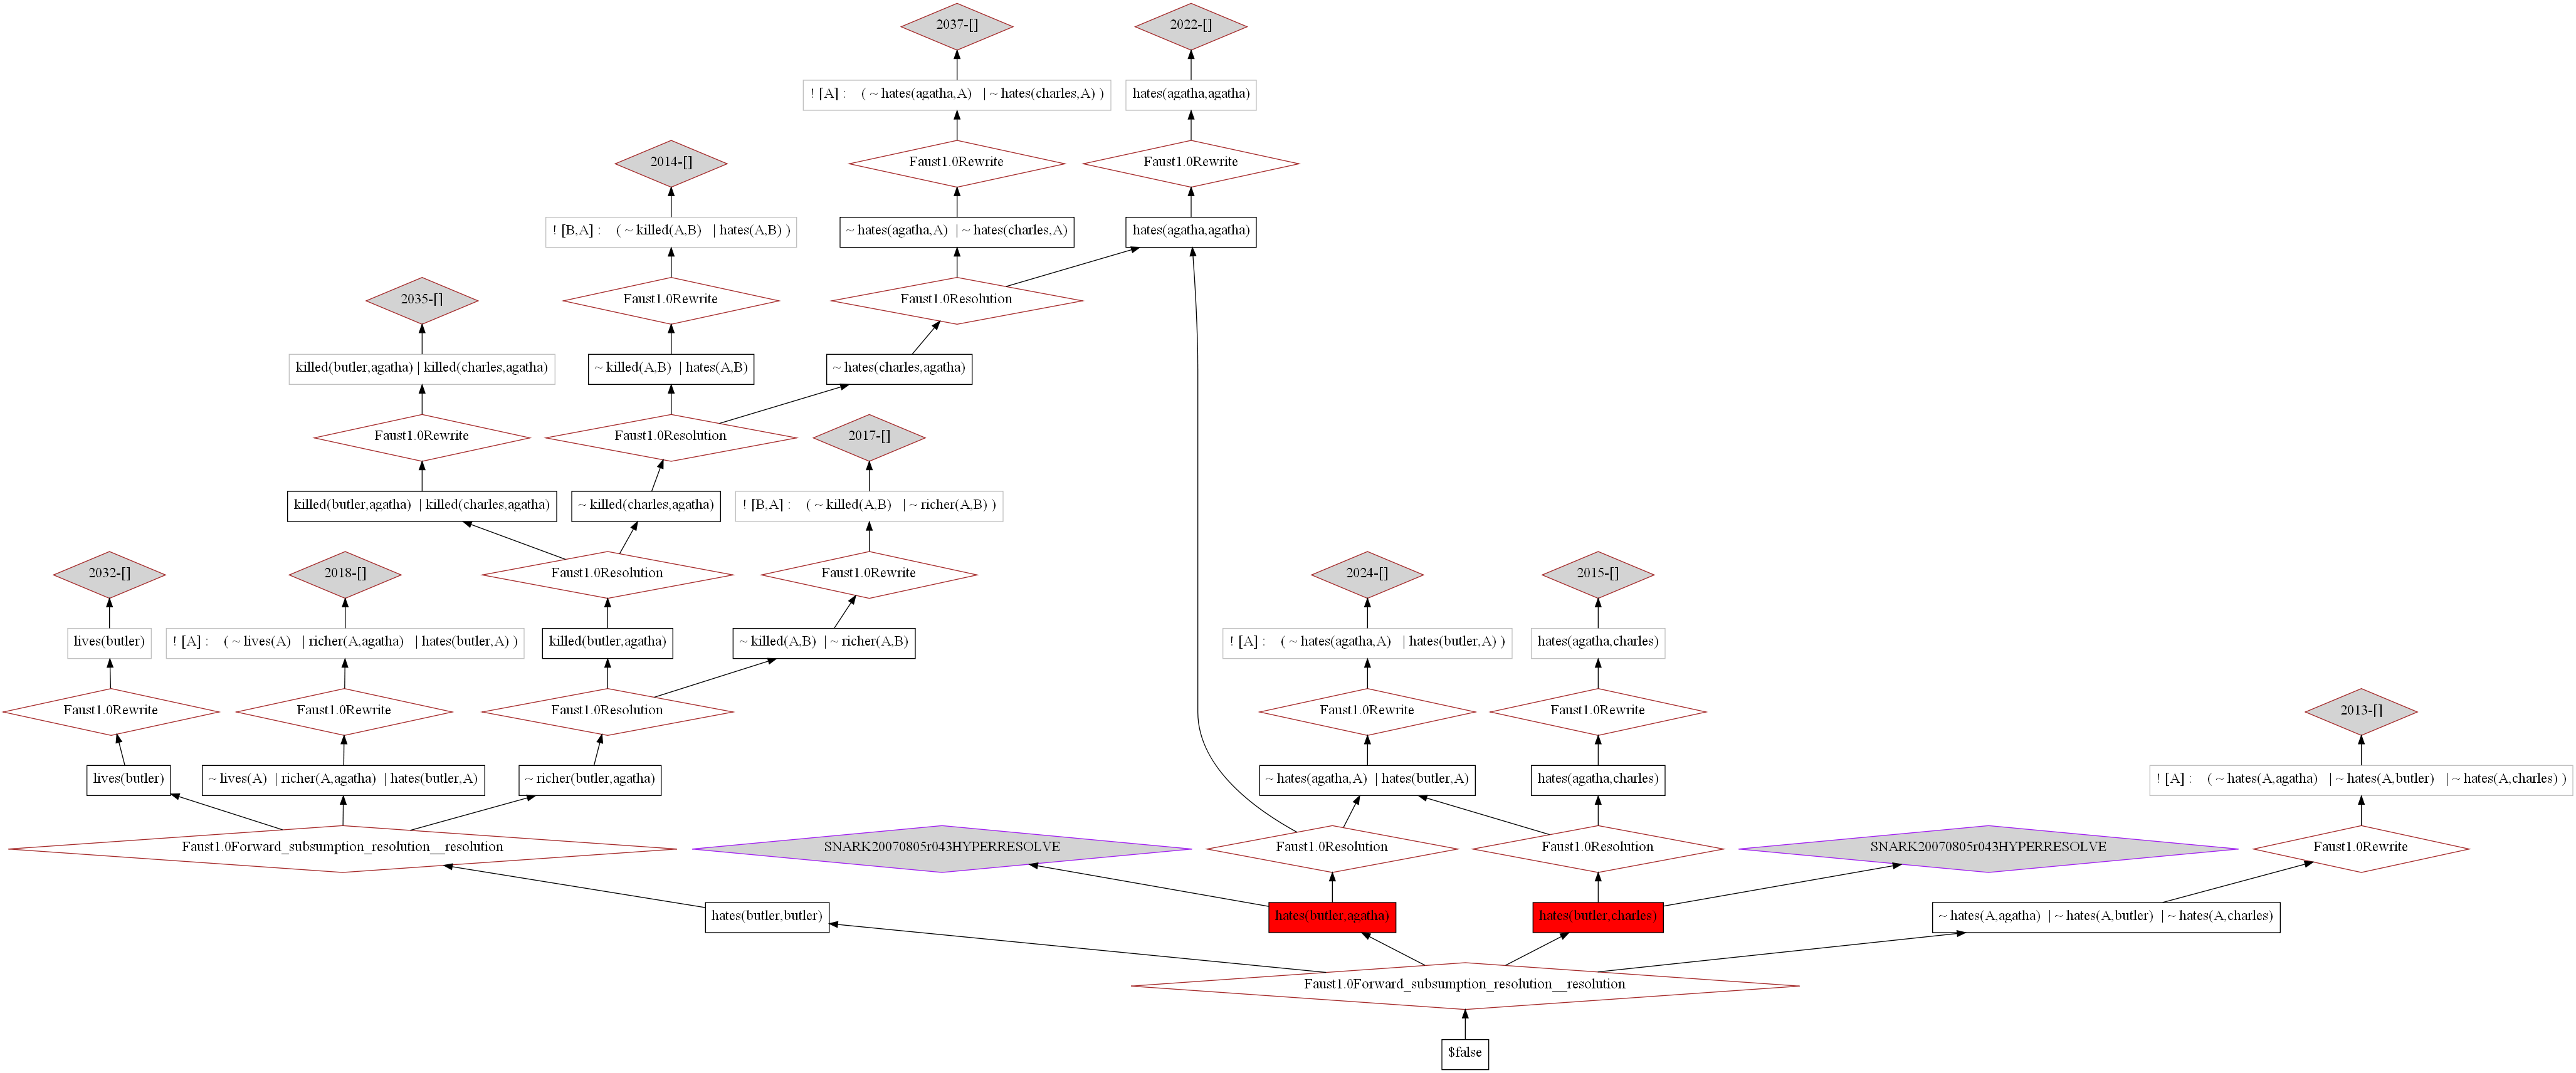 2037-[]
2022-[]
! [A] : ( ~ hates(agatha,A) | ~ hates(charles,A) )
hates(agatha,agatha)
2014-[]
Faust1.0Rewrite
Faust1.0Rewrite
! [B,A] : ( ~ killed(A,B) | hates(A,B) )
~ hates(agatha,A) | ~ hates(charles,A)
hates(agatha,agatha)
2035-[]
Faust1.0Rewrite
Faust1.0Resolution
killed(butler,agatha) | killed(charles,agatha)
~ killed(A,B) | hates(A,B)
~ hates(charles,agatha)
Faust1.0Rewrite
Faust1.0Resolution
2017-[]
killed(butler,agatha) | killed(charles,agatha)
~ killed(charles,agatha)
! [B,A] : ( ~ killed(A,B) | ~ richer(A,B) )
2032-[]
2018-[]
Faust1.0Resolution
Faust1.0Rewrite
2024-[]
2015-[]
lives(butler)
! [A] : ( ~ lives(A) | richer(A,agatha) | hates(butler,A) )
killed(butler,agatha)
~ killed(A,B) | ~ richer(A,B)
! [A] : ( ~ hates(agatha,A) | hates(butler,A) )
hates(agatha,charles)
Faust1.0Rewrite
Faust1.0Rewrite
Faust1.0Resolution
Faust1.0Rewrite
Faust1.0Rewrite
2013-[]
lives(butler)
~ lives(A) | richer(A,agatha) | hates(butler,A)
~ richer(butler,agatha)
~ hates(agatha,A) | hates(butler,A)
hates(agatha,charles)
! [A] : ( ~ hates(A,agatha) | ~ hates(A,butler) | ~ hates(A,charles) )
Faust1.0Forward_subsumption_resolution__resolution
SNARK20070805r043HYPERRESOLVE
Faust1.0Resolution
Faust1.0Resolution
SNARK20070805r043HYPERRESOLVE
Faust1.0Rewrite
hates(butler,butler)
hates(butler,agatha)
hates(butler,charles)
~ hates(A,agatha) | ~ hates(A,butler) | ~ hates(A,charles)
Faust1.0Forward_subsumption_resolution__resolution
$false